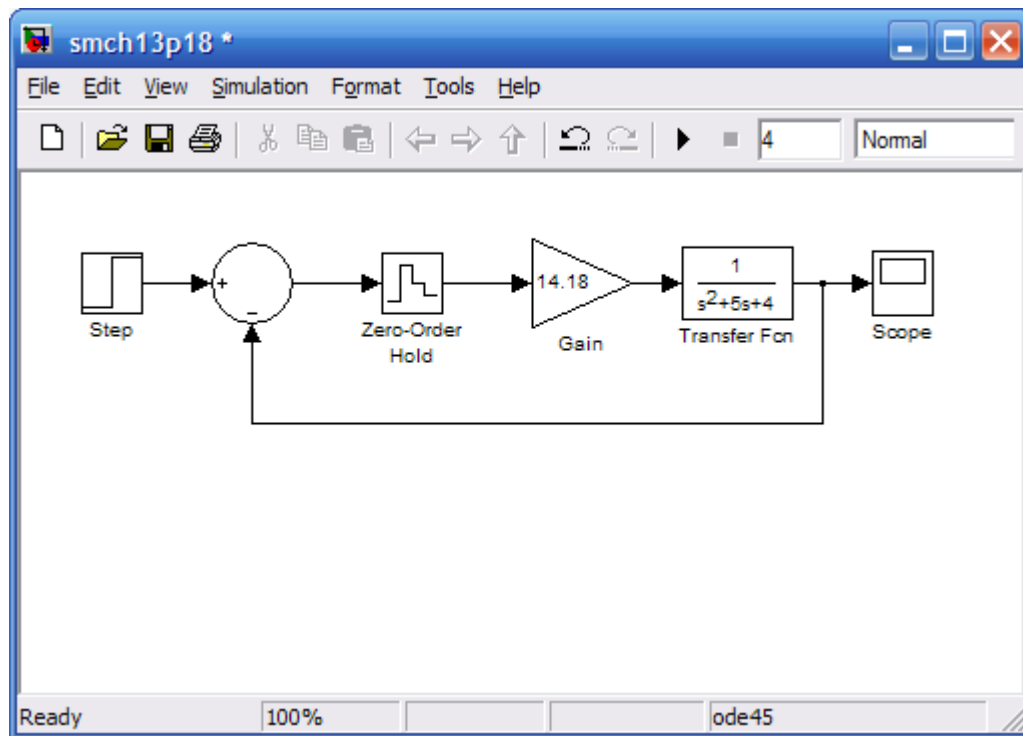 smch13p18 *
File Edit View Simulation Format Tools Help
4 Normal
+
-
14.18
1
s²+5s+4
Step
Zero-Order
Hold
Gain
Transfer Fcn
Scope
Ready 100% ode45